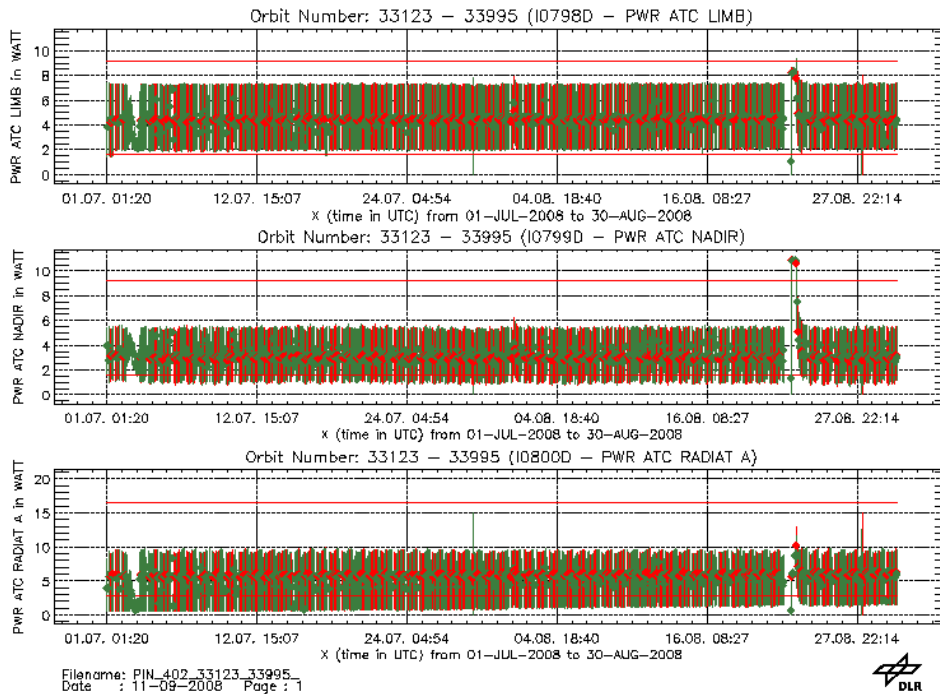 Orbit Number: 33123 – 33995 (I0798D – PWR ATC LIMB)
PWR ATC LIMB in WATT
10
8
6
4
2
0
01.07. 01:20 12.07. 15:07 24.07. 04:54 04.08. 18:40 16.08. 08:27 27.08. 22:14
X (time in UTC) from 01-JUL-2008 to 30-AUG-2008
Orbit Number: 33123 – 33995 (I0799D – PWR ATC NADIR)
PWR ATC NADIR in WATT
10
8
6
4
2
0
01.07. 01:20 12.07. 15:07 24.07. 04:54 04.08. 18:40 16.08. 08:27 27.08. 22:14
X (time in UTC) from 01-JUL-2008 to 30-AUG-2008
Orbit Number: 33123 – 33995 (I0800D – PWR ATC RADIAT A)
PWR ATC RADIAT A in WATT
20
15
10
5
0
01.07. 01:20 12.07. 15:07 24.07. 04:54 04.08. 18:40 16.08. 08:27 27.08. 22:14
X (time in UTC) from 01-JUL-2008 to 30-AUG-2008
Filename: PIN_402_33123_33995_
Date : 11-09-2008 Page : 1
DLR